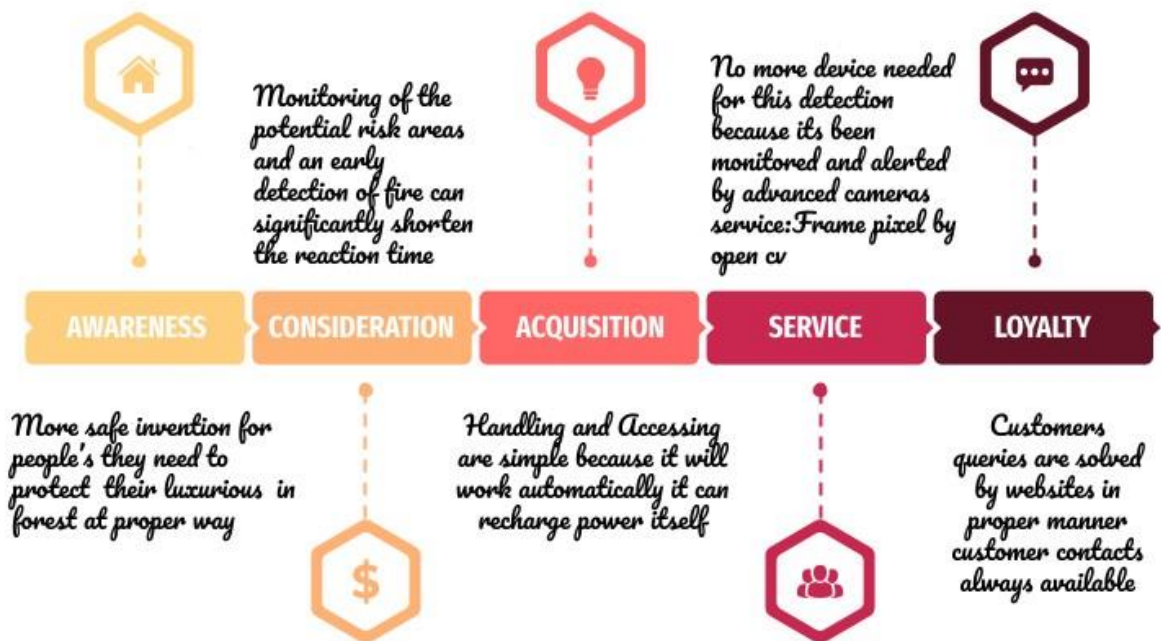 Monitoring of the
potential risk areas
and an early
detection of fire can
significantly shorten
the reaction time
No more device needed
for this detection
because its been
monitored and alerted
by advanced cameras
service:Frame pixel by
open cv
AWARENESS
CONSIDERATION
ACQUISITION
SERVICE
LOYALTY
More safe invention for
people's they need to
protect their luxurious in
forest at proper way
$
Handling and Accessing
are simple because it will
work automatically it can
recharge power itself
Customers
queries are solved
by websites in
proper manner
customer contacts
always available